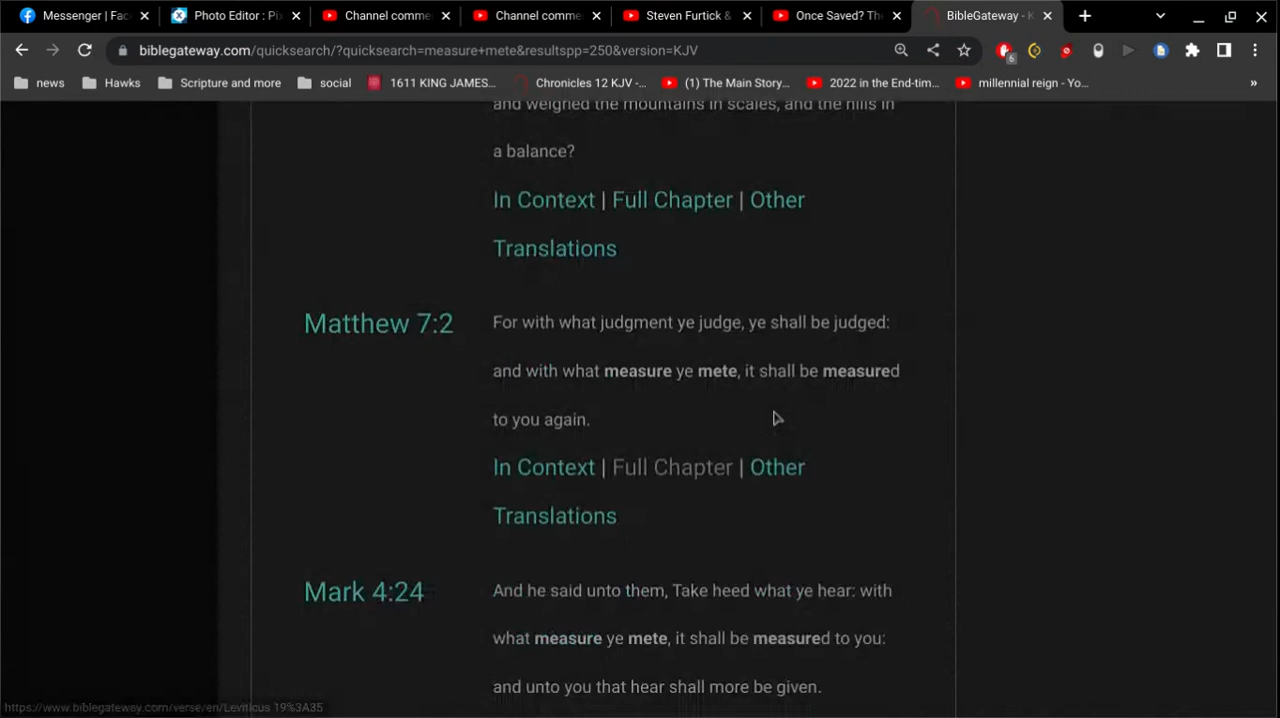 Messenger | Fac
Photo Editor : Pix
Channel comme
Channel comme
Steven Furtick &
Once Saved? The
BibleGateway - K
biblegateway.com/quicksearch/?quicksearch=measure+mete&resultspp=250&version=KJV
6
news
Hawks
Scripture and more
social
1611 KING JAMES...
Chronicles 12 KJV -...
(1) The Main Story...
2022 in the End-tim...
millennial reign - Yo...
»
and weighed the mountains in scales, and the hills in
a balance?
In Context | Full Chapter | Other
Translations
Matthew 7:2
For with what judgment ye judge, ye shall be judged:
and with what measure ye mete, it shall be measured
to you again.
In Context | Full Chapter | Other
Translations
Mark 4:24
And he said unto them, Take heed what ye hear: with
what measure ye mete, it shall be measured to you:
and unto you that hear shall more be given.
https://www.biblegateway.com/verse/en/Leviticus 19%3A35